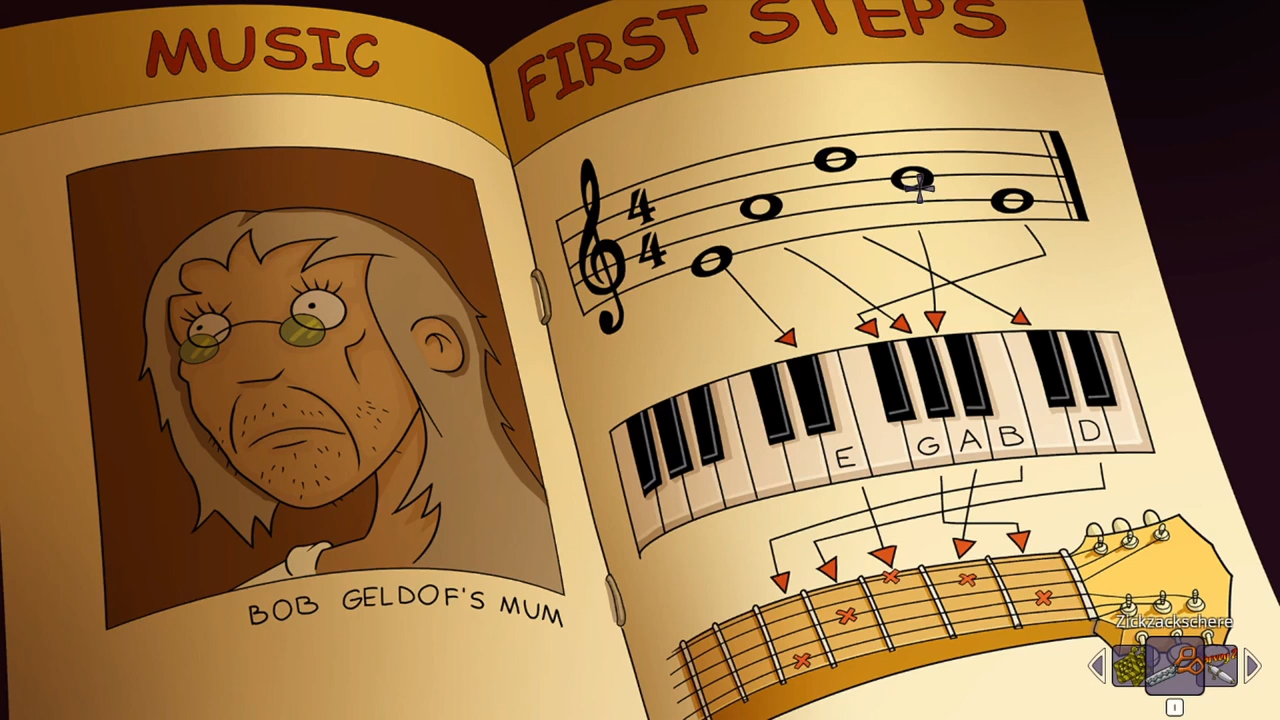 MUSIC
FIRST STEPS
4
4
E G A B D
BOB GELDOF'S MUM
Zickzackschere
I